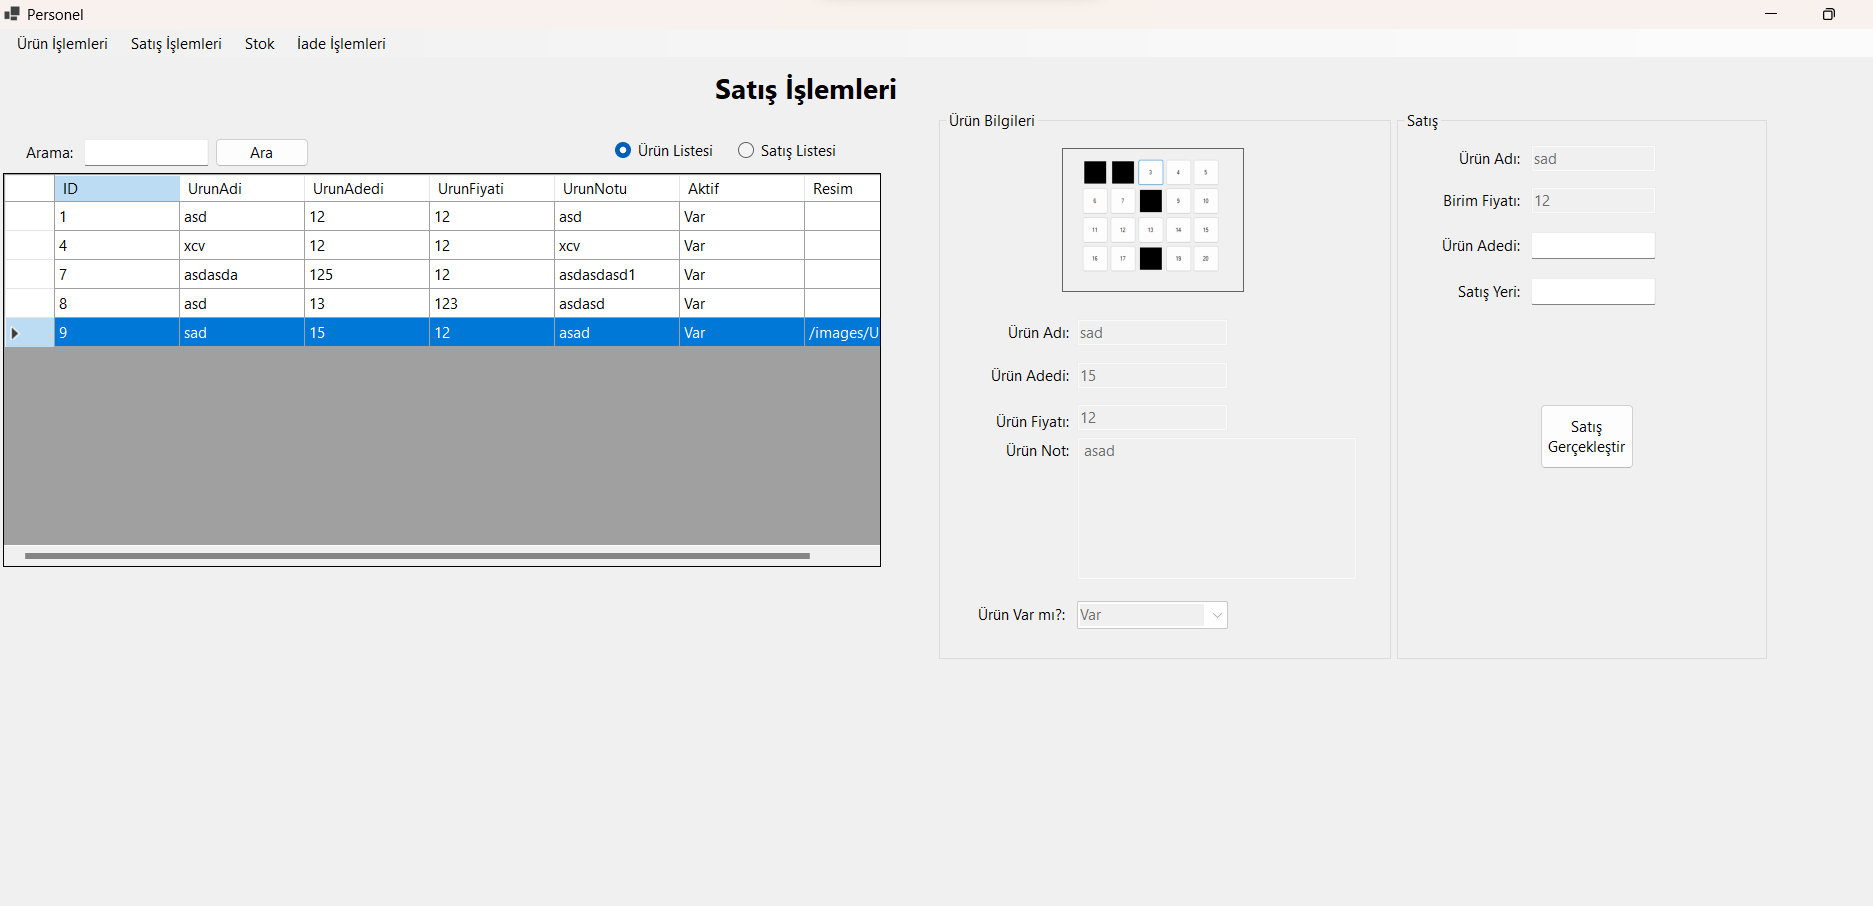 Personel
Ürün İşlemleri Satış İşlemleri Stok İade İşlemleri
Satış İşlemleri
Arama: Ara
Ürün Listesi Satış Listesi
ID UrunAdi UrunAdedi UrunFiyati UrunNotu Aktif Resim
1 asd 12 12 asd Var
4 xcv 12 12 xcv Var
7 asdasda 125 12 asdasdasd1 Var
8 asd 13 123 asdasd Var
9 sad 15 12 asad Var /images/U
Ürün Bilgileri
3 4 5
6 7 9 10
11 12 13 14 15
16 17 19 20
Ürün Adı: sad
Ürün Adedi: 15
Ürün Fiyatı: 12
Ürün Not: asad
Ürün Var mı?: Var
Satış
Ürün Adı: sad
Birim Fiyatı: 12
Ürün Adedi:
Satış Yeri:
Satış
Gerçekleştir